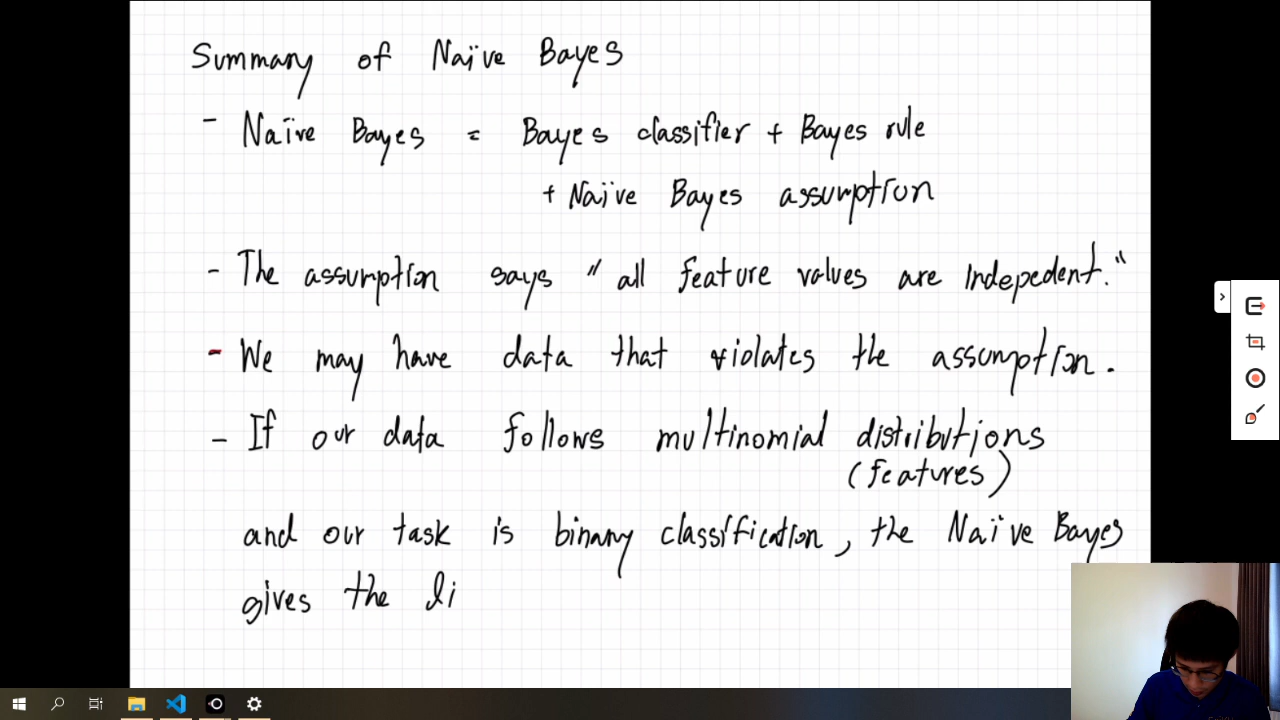 Summary of Naïve Bayes
- Naïve Bayes = Bayes classifier + Bayes rule
+ Naïve Bayes assumption
- The assumption says "all feature values are indepedent."
- We may have data that violates the assumption.
- If our data follows multinomial distributions
(features)
and our task is binary classification, the Naïve Bayes
gives the li